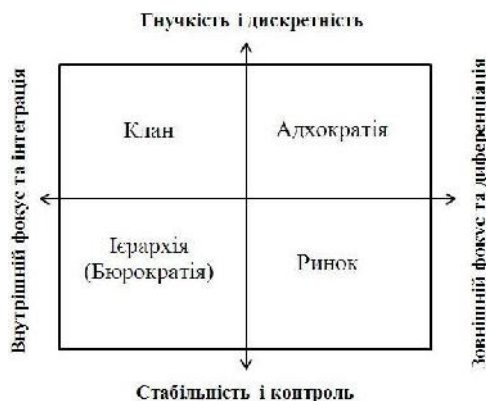 Гнучкість і дискретність
Внутрішній фокус та інтеграція
Клан
Адхократія
Зовнішній фокус та диференціація
Ієрархія
(Бюрократія)
Ринок
Стабільність і контроль